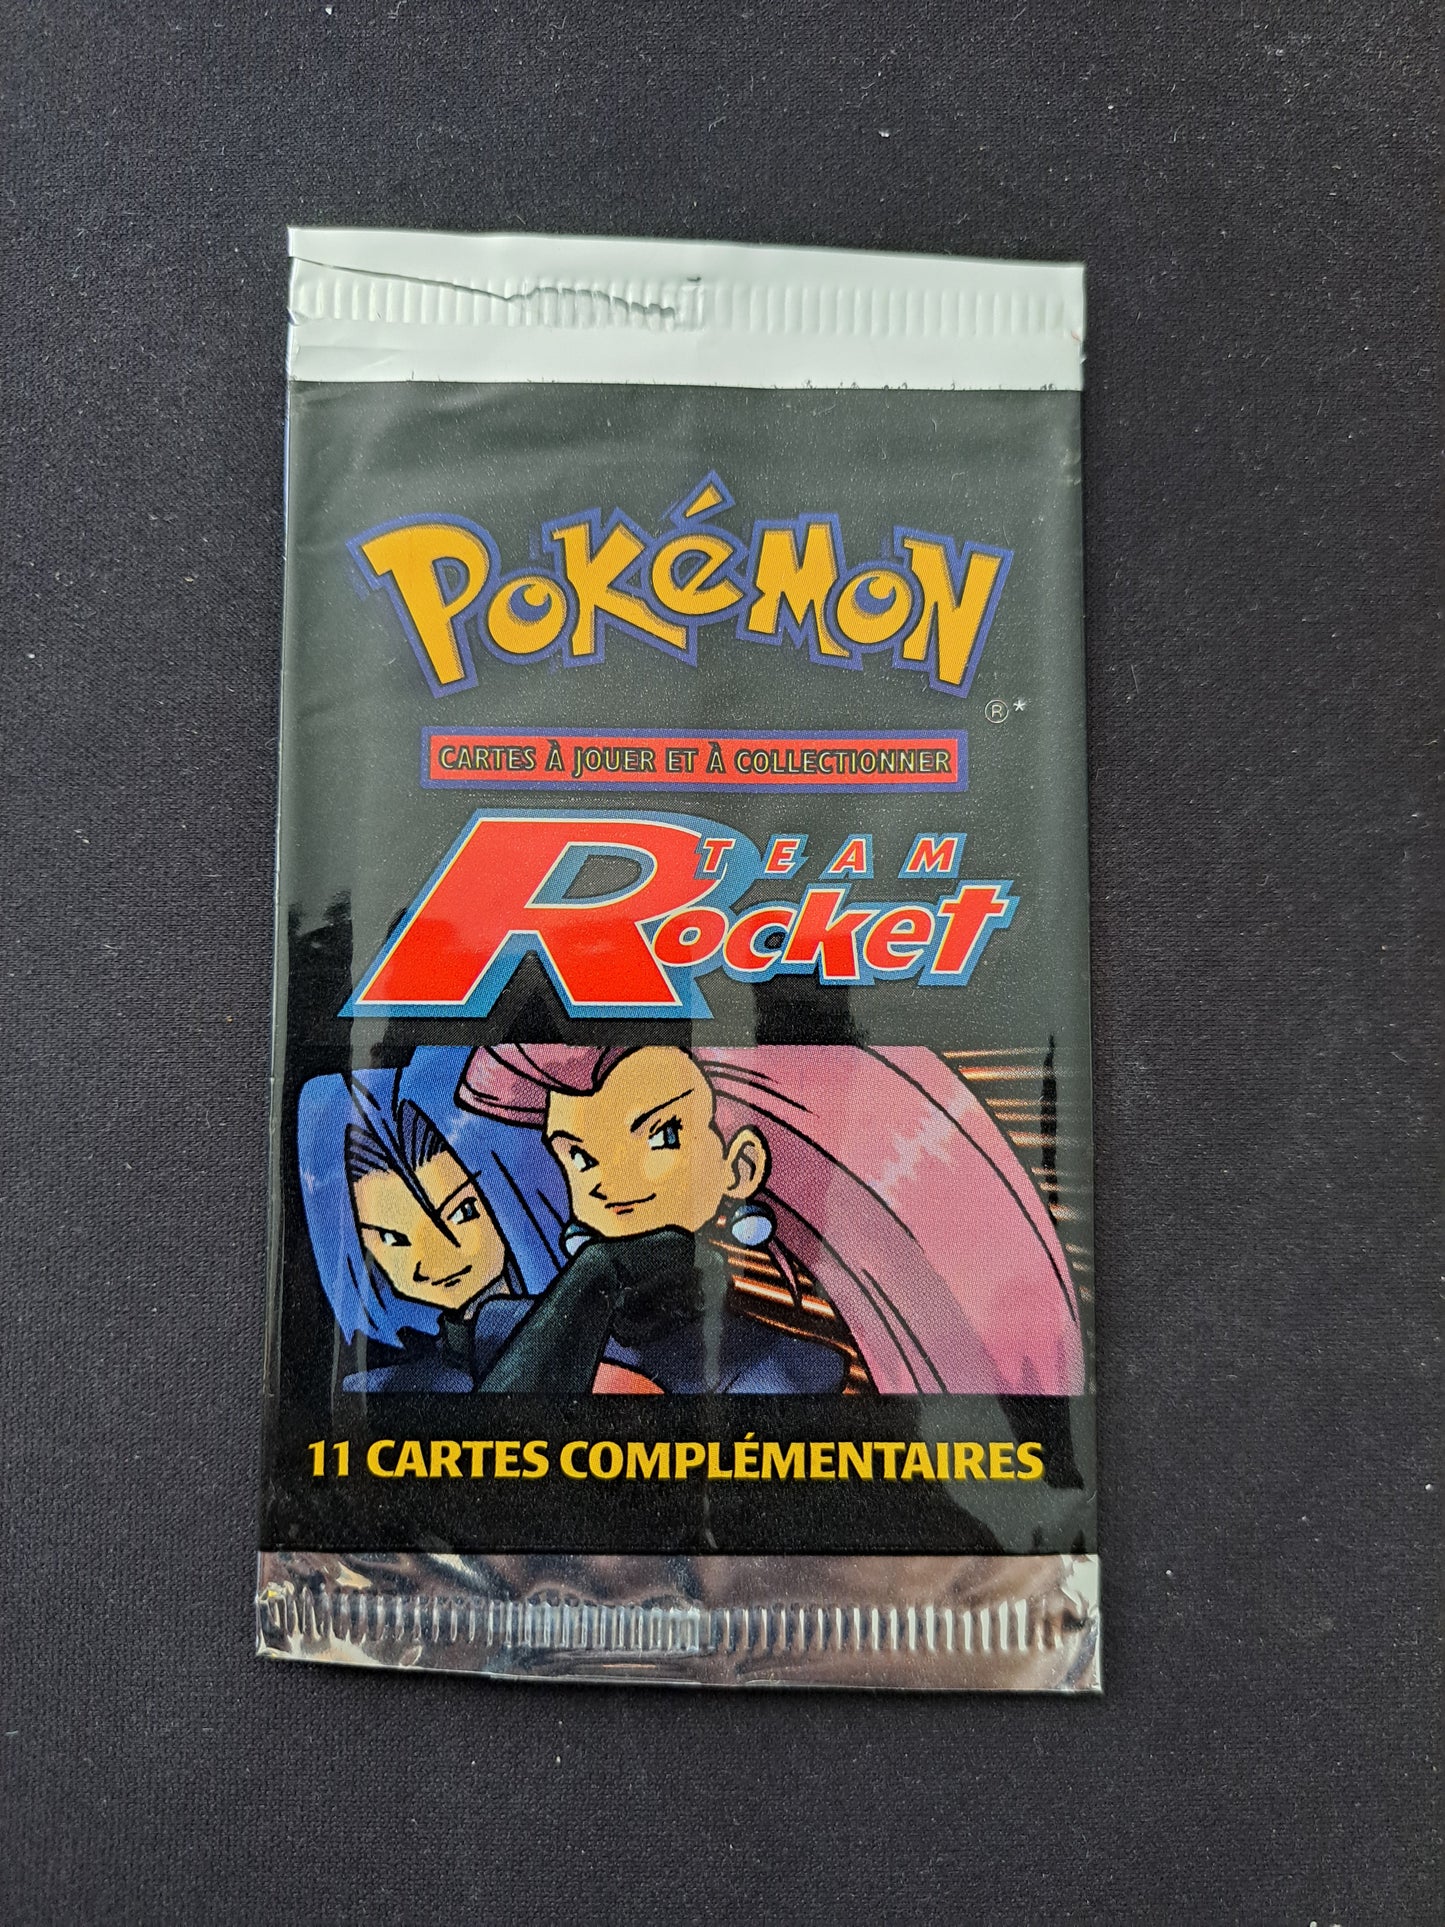 POKéMON
®*
CARTES À JOUER ET À COLLECTIONNER
TEAM
Rocket
11 CARTES COMPLÉMENTAIRES